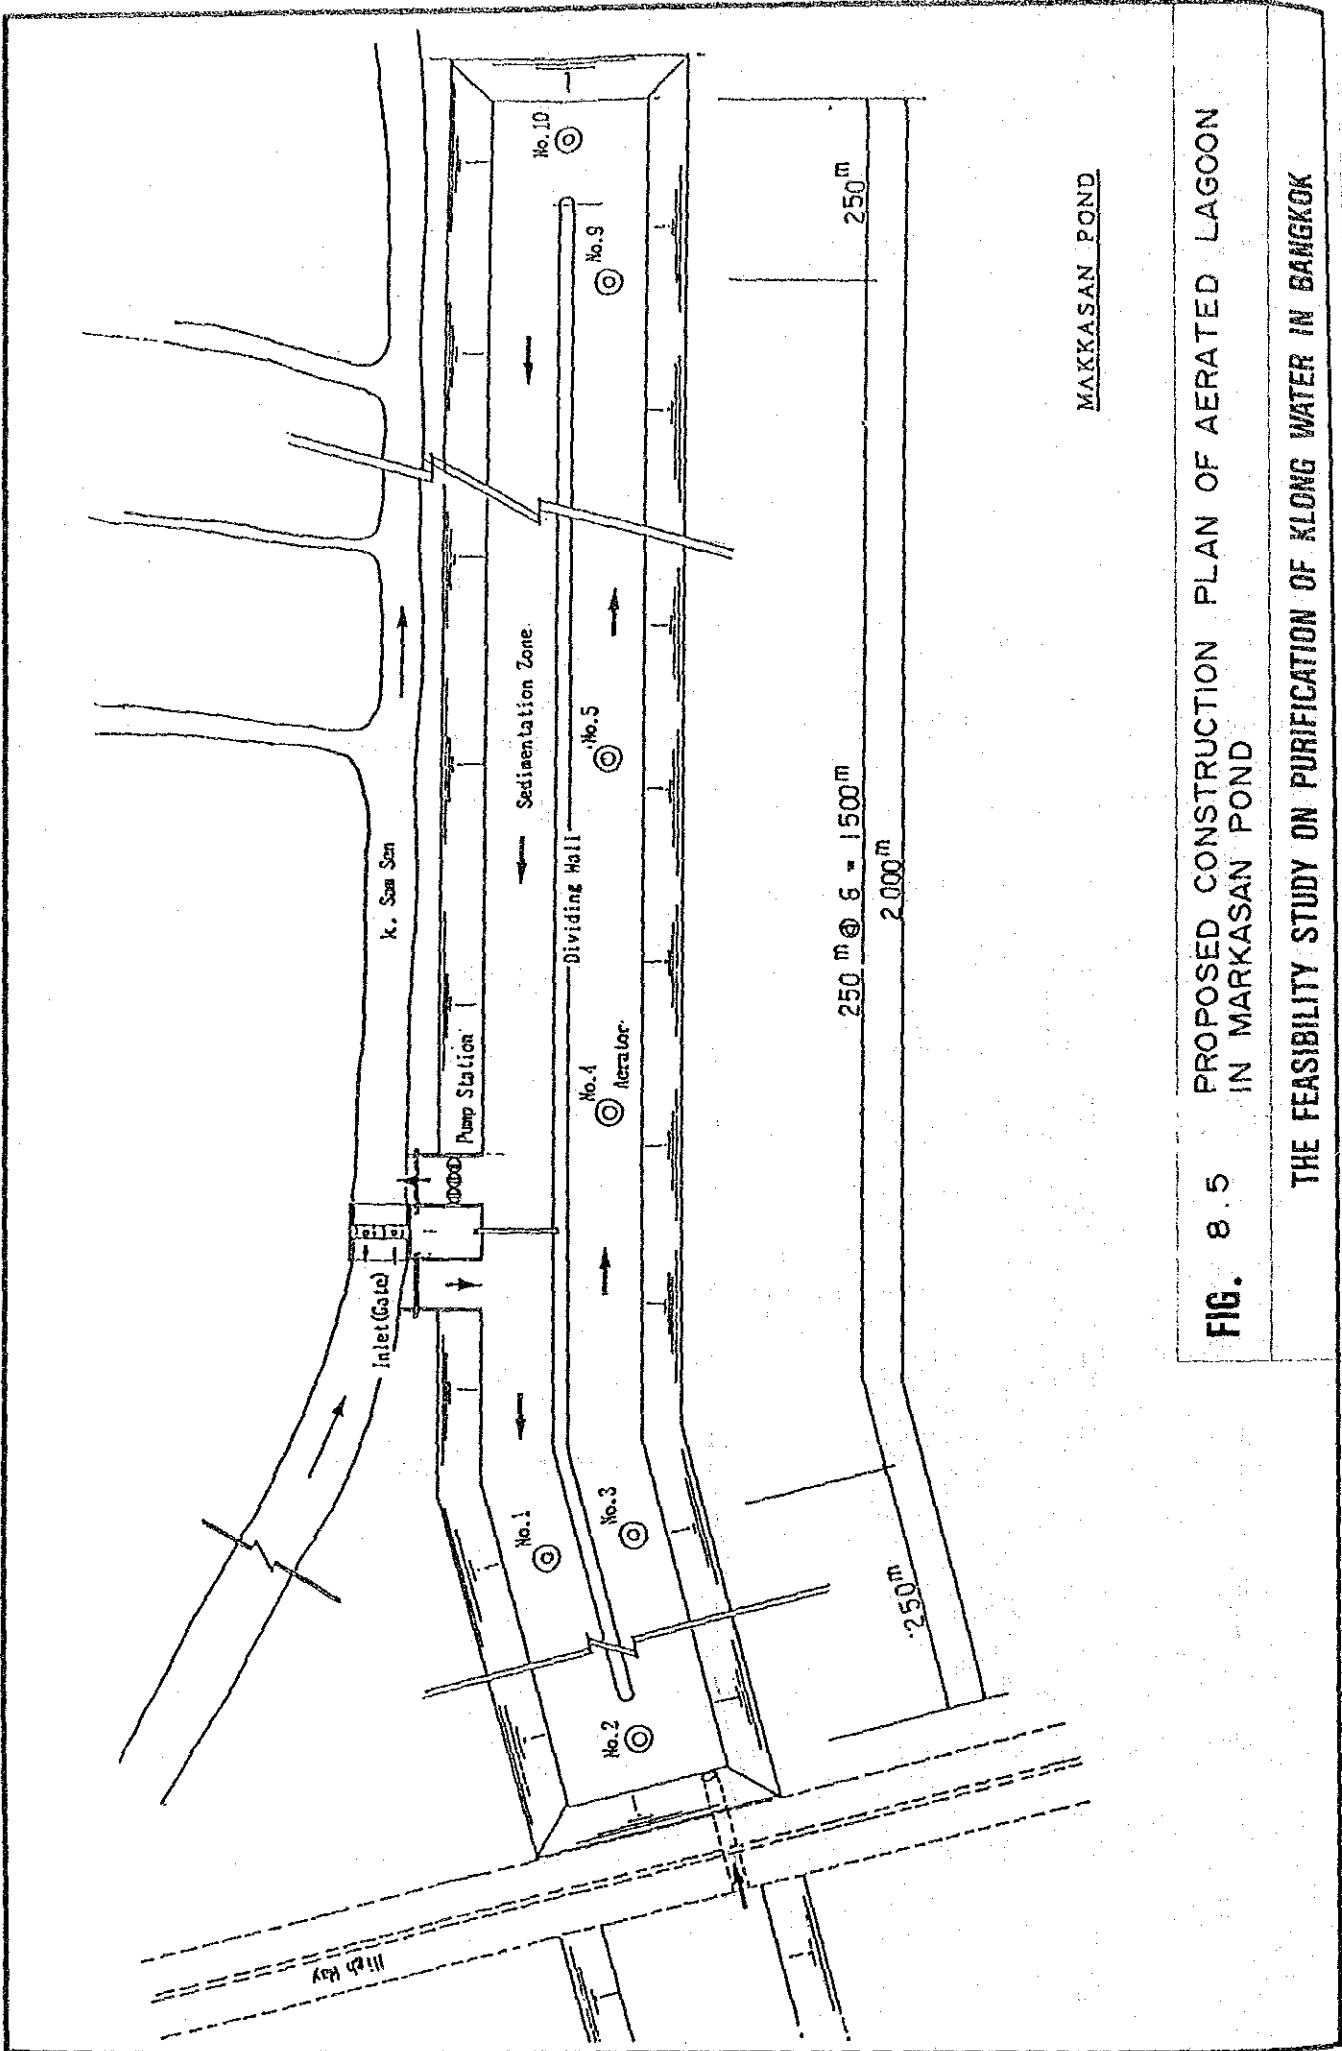 High Way
K. Sam Sen
Inlet(Gate)
Pump Station
No.1
No.2
No.3
No.4
Aerator
No.5
No.9
No.10
Sedimentation Zone
Dividing Wall
250m
250m @ 6 = 1500m
250m
2,000m
MAKKASAN POND
FIG. 8.5 PROPOSED CONSTRUCTION PLAN OF AERATED LAGOON
IN MARKASAN POND
THE FEASIBILITY STUDY ON PURIFICATION OF KLONG WATER IN BANGKOK